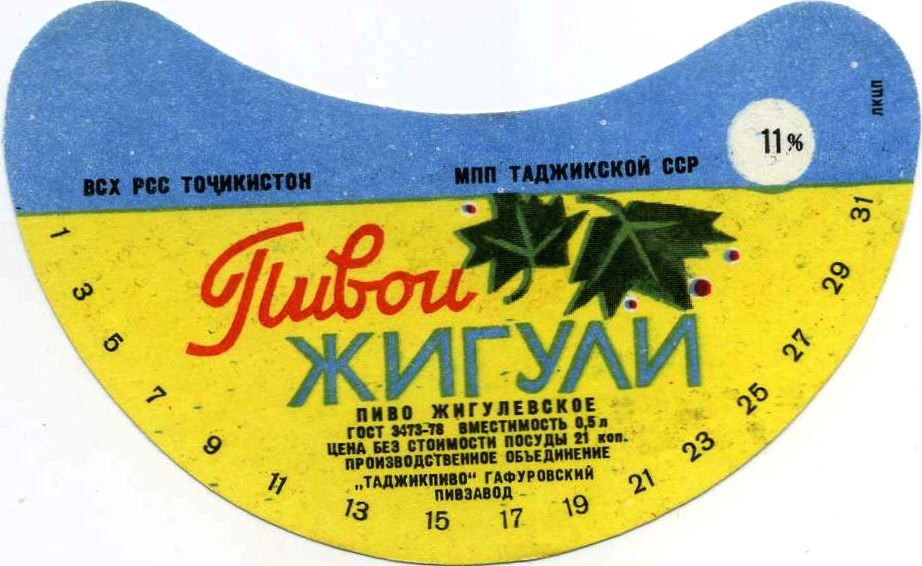 ЛКЦП
11%
ВСХ РСС ТОҶИКИСТОН
МПП ТАДЖИКСКОЙ ССР
Пивои
ЖИГУЛИ
ПИВО ЖИГУЛЕВСКОЕ
ГОСТ 3473-78 ВМЕСТИМОСТЬ 0,5 л
ЦЕНА БЕЗ СТОИМОСТИ ПОСУДЫ 21 коп.
ПРОИЗВОДСТВЕННОЕ ОБЪЕДИНЕНИЕ
„ТАДЖИКПИВО“ ГАФУРОВСКИЙ
ПИВЗАВОД
1 3 5 7 9 11 13 15 17 19 21 23 25 27 29 31